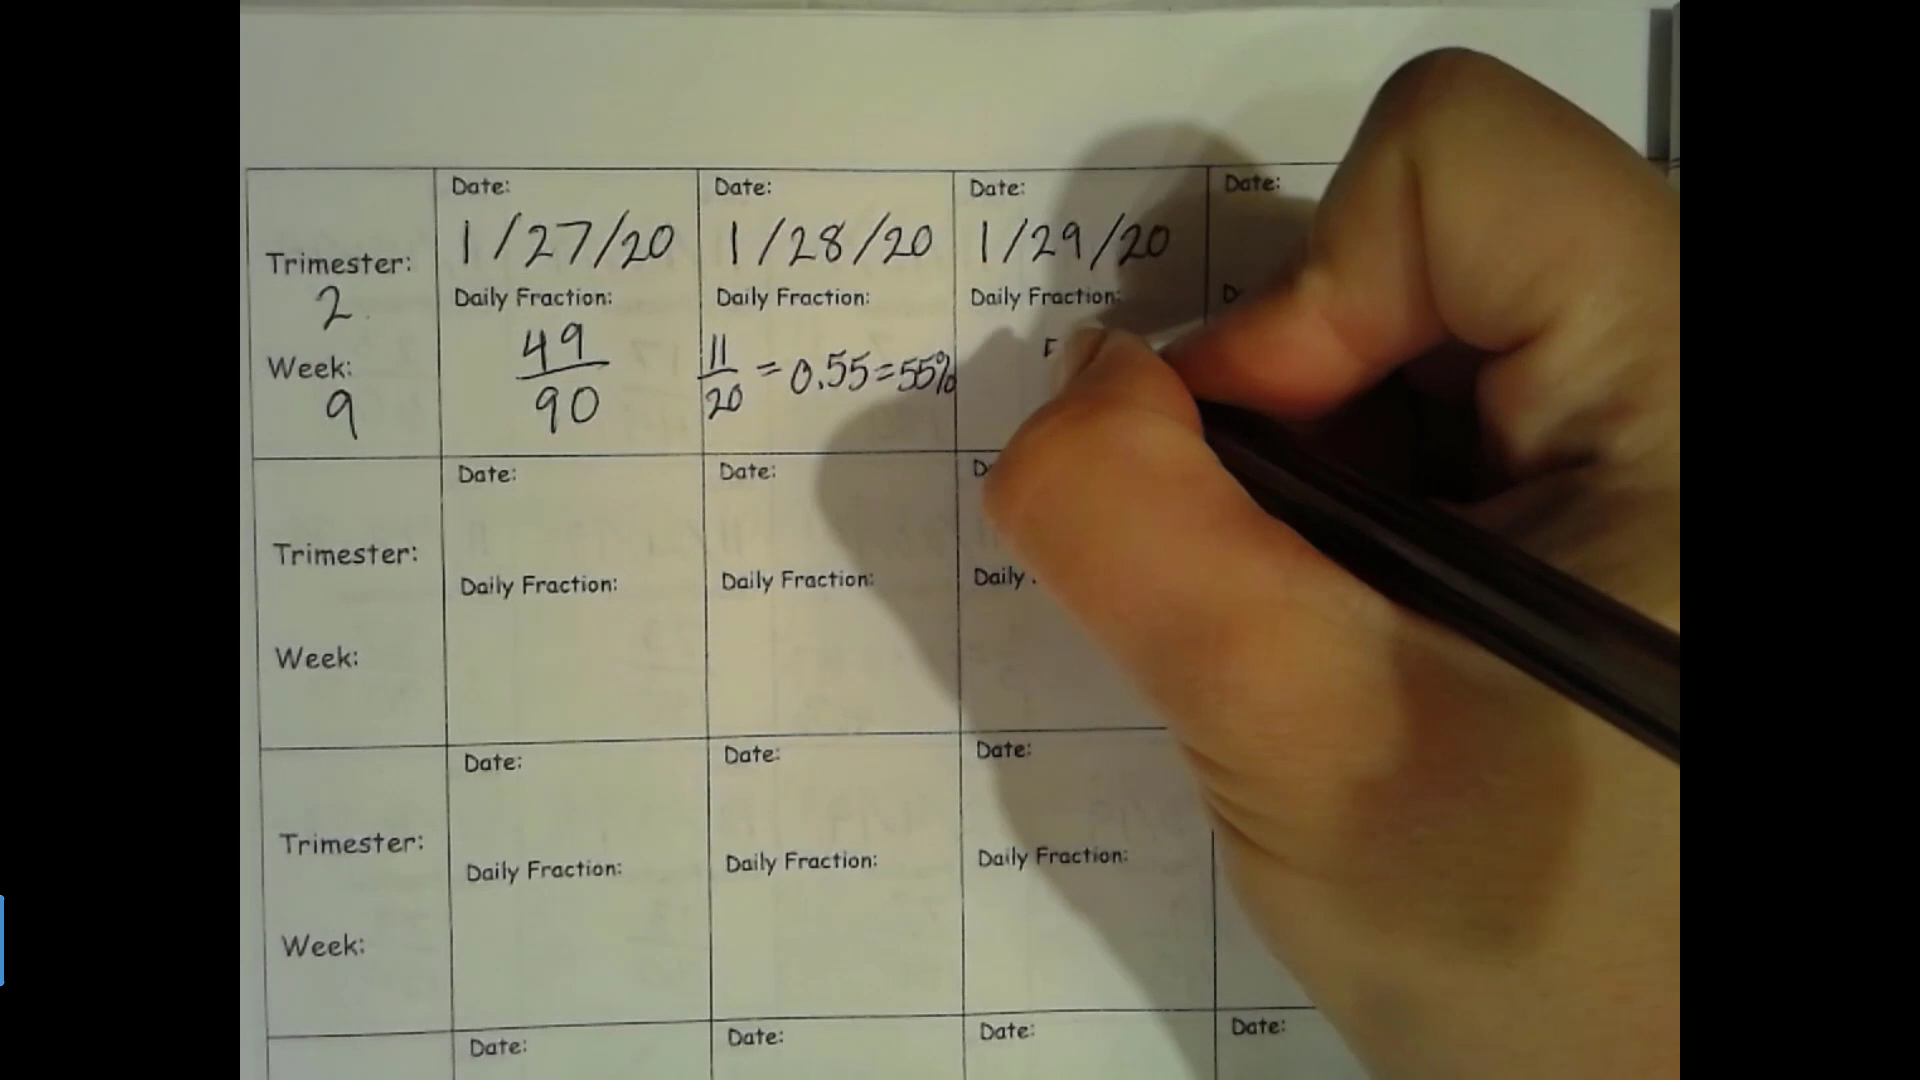 Trimester:
2
Week:
9
Date:
1/27/20
Daily Fraction:
49
90
Date:
1/28/20
Daily Fraction:
11
20
= 0.55 = 55%
Date:
1/29/20
Daily Fraction:
Date:
Trimester:
Week:
Date:
Daily Fraction:
Date:
Daily Fraction:
Daily
Trimester:
Week:
Date:
Daily Fraction:
Date:
Daily Fraction:
Date:
Daily Fraction:
Date:
Date:
Date:
Date: